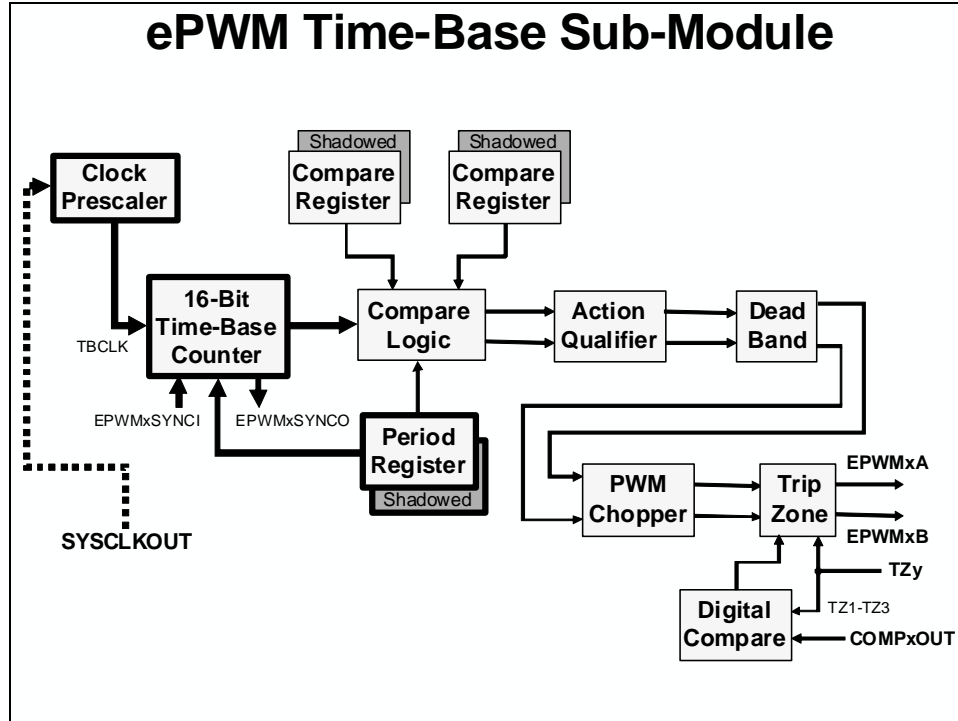 ePWM Time-Base Sub-Module
Shadowed
Shadowed
Clock
Prescaler
Compare
Register
Compare
Register
16-Bit
Time-Base
Counter
Compare
Logic
Action
Qualifier
Dead
Band
TBCLK
EPWMxSYNCI
EPWMxSYNCO
Period
Register
Shadowed
SYSCLKOUT
PWM
Chopper
Trip
Zone
EPWMxA
EPWMxB
TZy
TZ1-TZ3
Digital
Compare
COMPxOUT